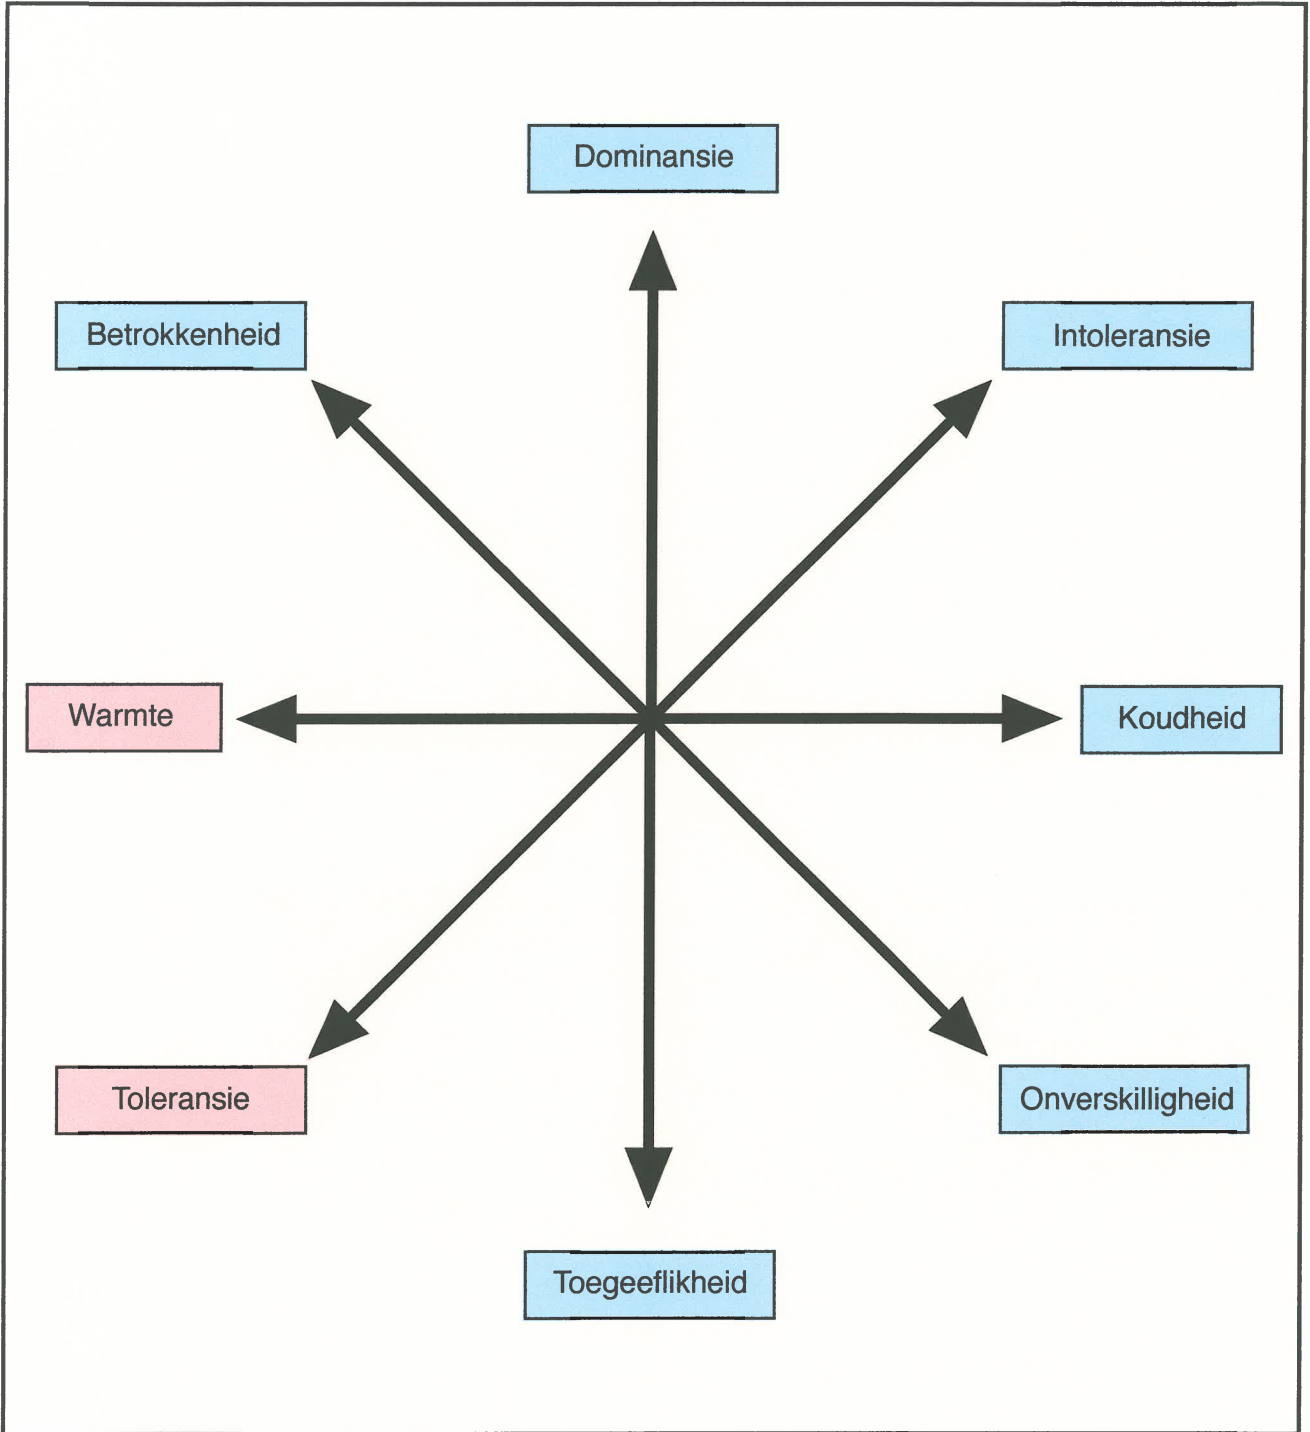 Dominansie
Betrokkenheid
Intoleransie
Warmte
Koudheid
Toleransie
Onverskilligheid
Toegeeflikheid